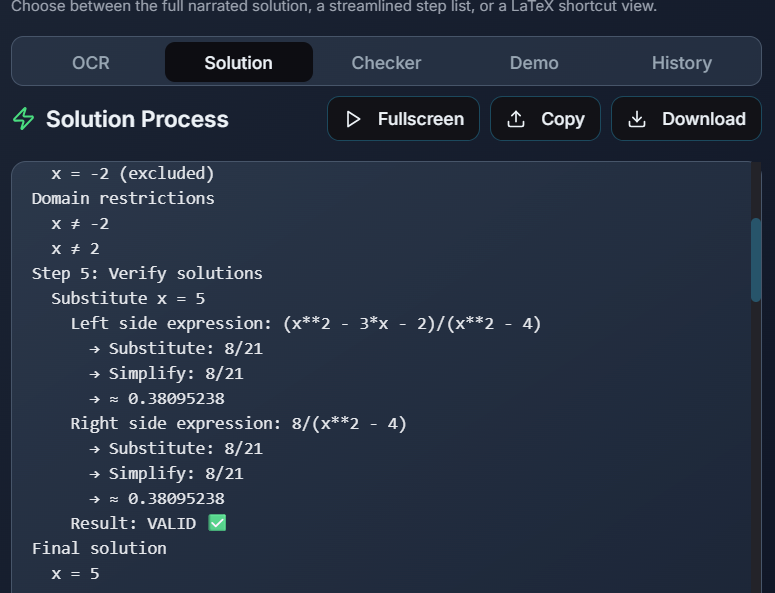 Choose between the full narrated solution, a streamlined step list, or a LaTeX shortcut view.
OCR Solution Checker Demo History
Solution Process Fullscreen Copy Download
x = -2 (excluded)
Domain restrictions
x ≠ -2
x ≠ 2
Step 5: Verify solutions
Substitute x = 5
Left side expression: (x**2 - 3*x - 2)/(x**2 - 4)
→ Substitute: 8/21
→ Simplify: 8/21
→ ≈ 0.38095238
Right side expression: 8/(x**2 - 4)
→ Substitute: 8/21
→ Simplify: 8/21
→ ≈ 0.38095238
Result: VALID ✅
Final solution
x = 5